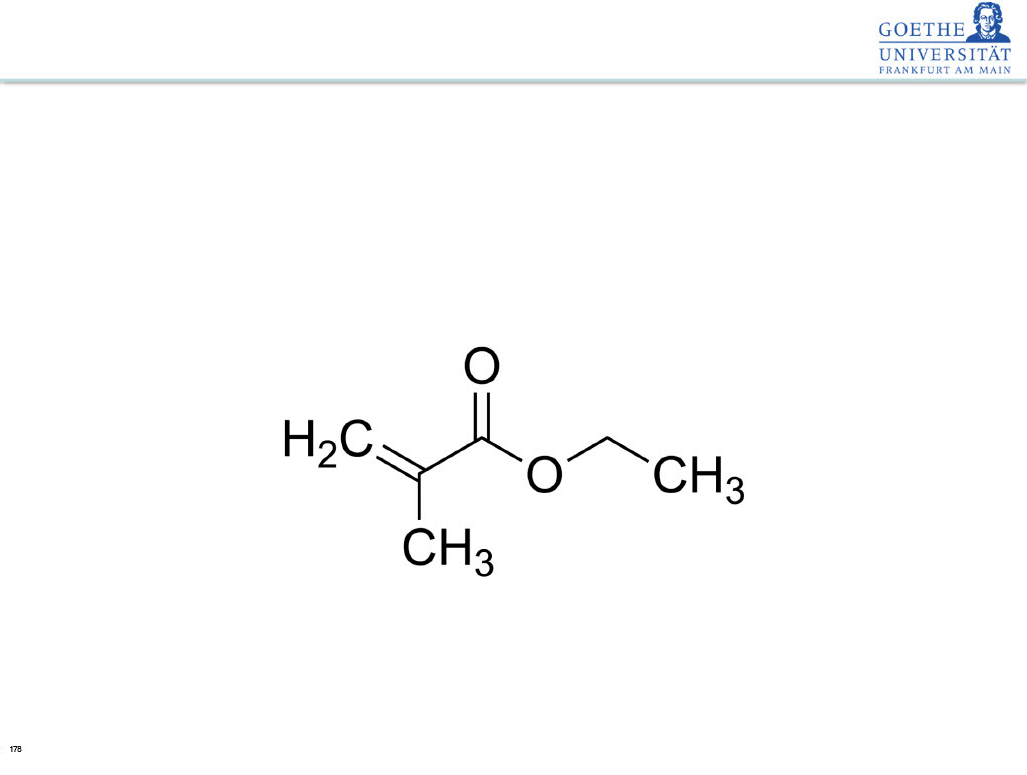 GOETHE
UNIVERSITÄT
FRANKFURT AM MAIN
O
H₂C
O
CH₃
CH₃
178